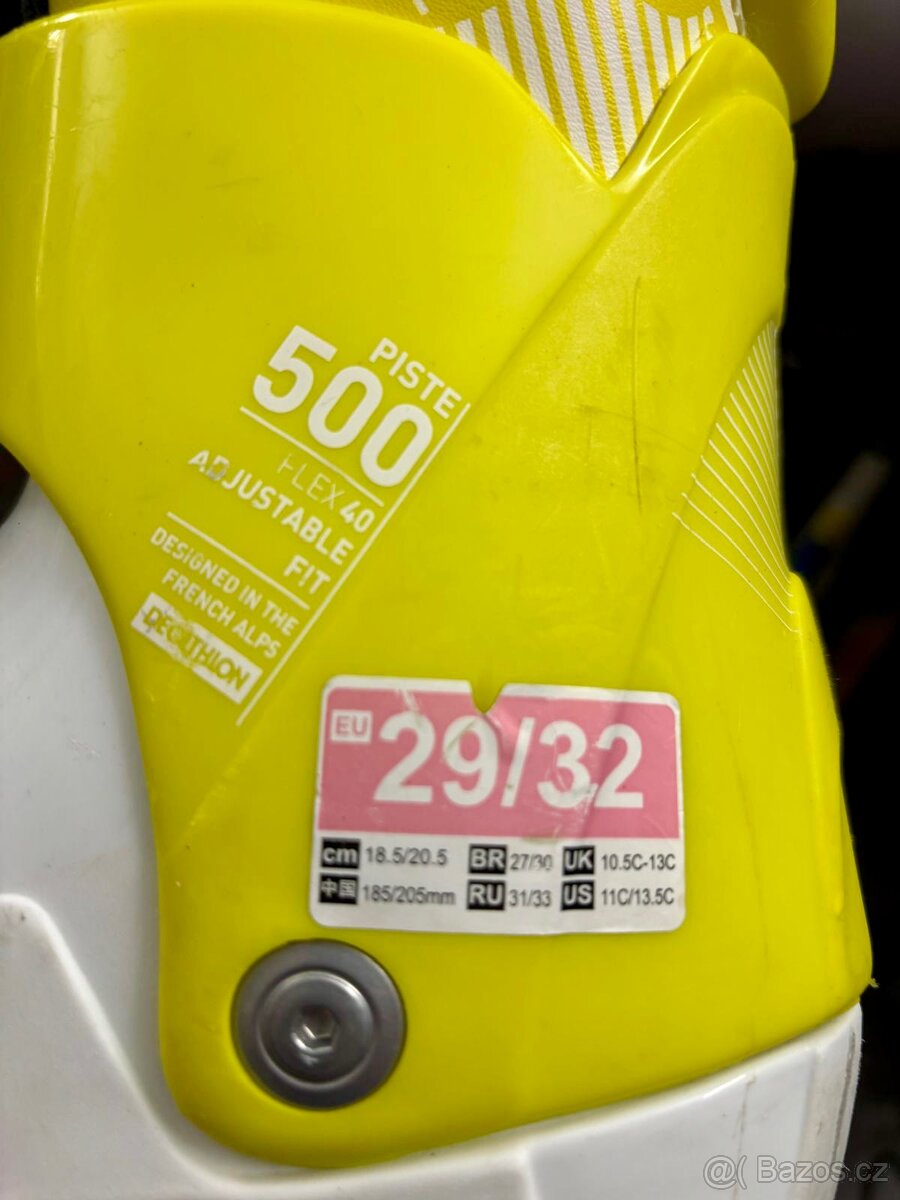 PISTE
500
FLEX 40
ADJUSTABLE
FIT
DESIGNED IN THE
FRENCH ALPS
DECATHLON
EU 29/32
cm 18.5/20.5 BR 27/30 UK 10.5C-13C
中国 185/205mm RU 31/33 US 11C/13.5C
@( Bazos.cz